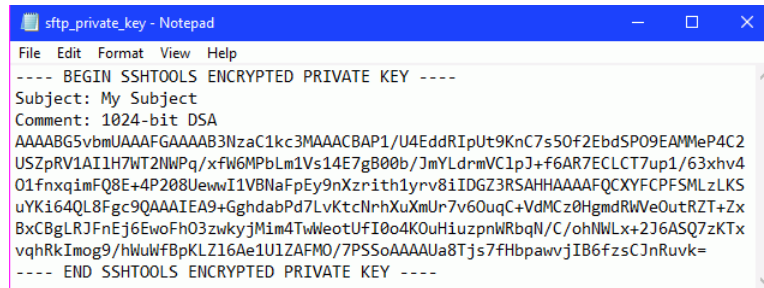 sftp_private_key - Notepad
File Edit Format View Help
---- BEGIN SSHTOOLS ENCRYPTED PRIVATE KEY ----
Subject: My Subject
Comment: 1024-bit DSA
AAAABG5vbmUAAAFGAAAAB3NzaC1kc3MAAACBAP1/U4EddRIpUt9KnC7s5Of2EbdSPO9EAMMeP4C2
USZpRV1AIlH7WT2NWPq/xfW6MPbLm1Vs14E7gB00b/JmYLdrmVClpJ+f6AR7ECLCT7up1/63xhv4
O1fnxqimFQ8E+4P208UewwI1VBNaFpEy9nXzrith1yrv8iIDGZ3RSAHHAAAAFQCXYFCPFSMLzLKS
uYKi64QL8Fgc9QAAAIEA9+GghdabPd7LvKtcNrhXuXmUr7v6OuqC+VdMCz0HgmdRWVeOutRZT+Zx
BxCBgLRJFnEj6EwoFhO3zwkyjMim4TwWeotUfI0o4KOuHiuzpnWRbqN/C/ohNWLx+2J6ASQ7zKTx
vqhRkImog9/hWuWfBpKLZl6Ae1UlZAFMO/7PSSoAAAAUa8Tjs7fHbpawvjIB6fzsCJnRuvk=
---- END SSHTOOLS ENCRYPTED PRIVATE KEY ----